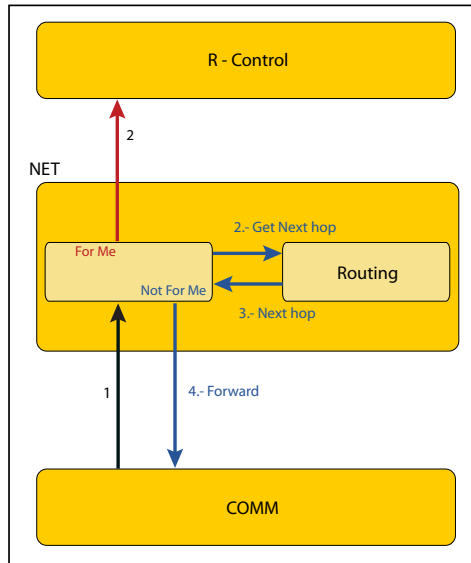 R - Control
2
NET
2.- Get Next hop
For Me
Routing
Not For Me
3.- Next hop
1
4.- Forward
COMM